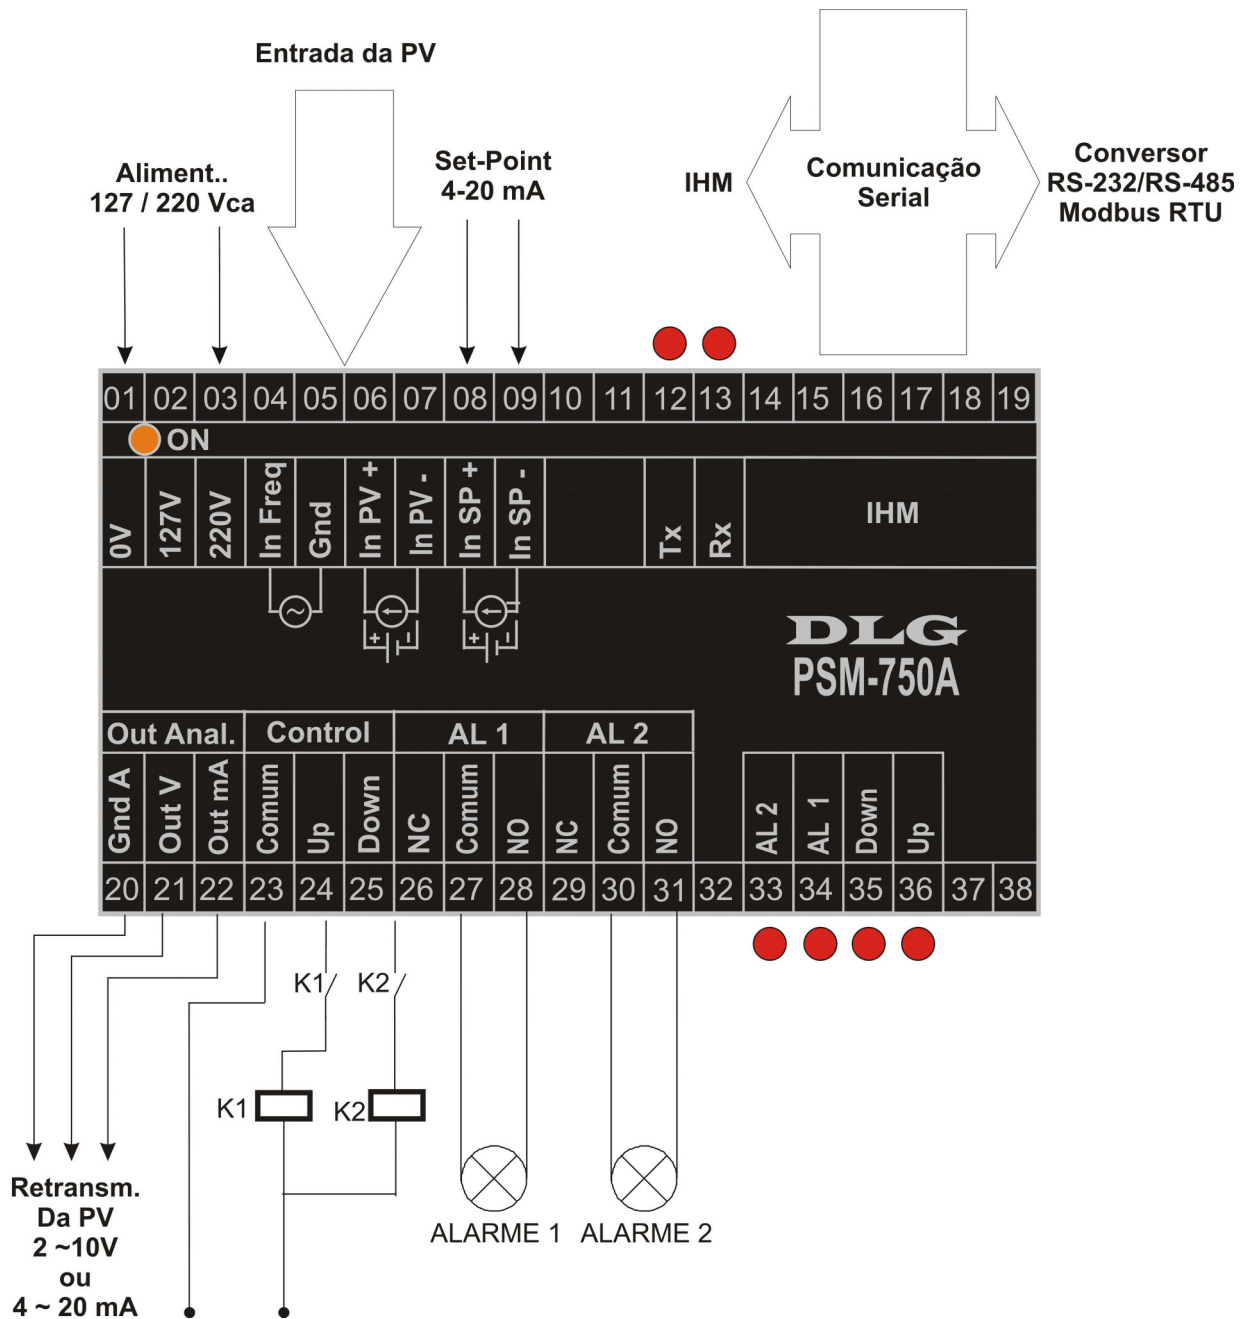 Entrada da PV
Aliment..
127 / 220 Vca
Set-Point
4-20 mA
IHM
Comunicação
Serial
Conversor
RS-232/RS-485
Modbus RTU
01 02 03 04 05 06 07 08 09 10 11 12 13 14 15 16 17 18 19
ON
0V
127V
220V
In Freq
Gnd
In PV +
In PV -
In SP +
In SP -
Tx
Rx
IHM
+ -
+ -
DLG
PSM-750A
Out Anal.
Control
AL 1
AL 2
Gnd A
Out V
Out mA
Comum
Up
Down
NC
Comum
NO
NC
Comum
NO
AL 2
AL 1
Down
Up
20 21 22 23 24 25 26 27 28 29 30 31 32 33 34 35 36 37 38
K1
K2
K1
K2
Retransm.
Da PV
2 ~10V
ou
4 ~ 20 mA
ALARME 1
ALARME 2